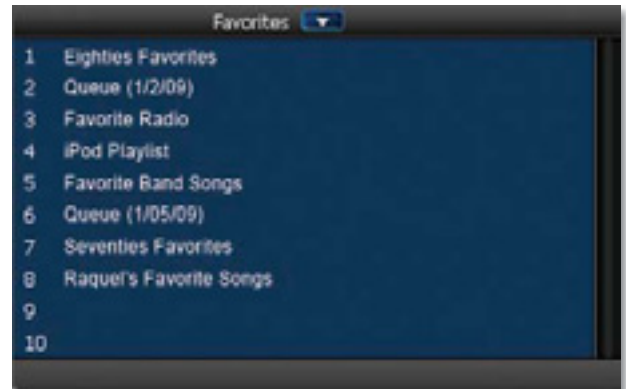 Favorites
1 Eighties Favorites
2 Queue (1/2/09)
3 Favorite Radio
4 iPod Playlist
5 Favorite Band Songs
6 Queue (1/05/09)
7 Seventies Favorites
8 Raquel's Favorite Songs
9
10